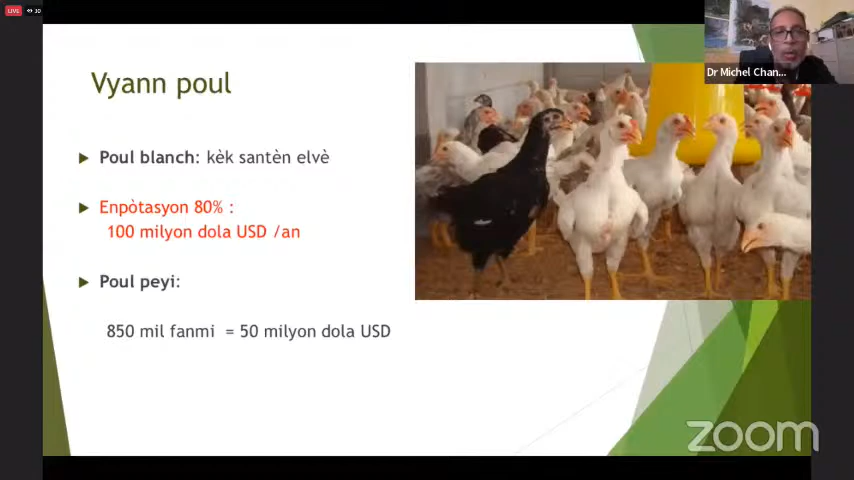 LIVE 30
Dr Michel Chan...
Vyann poul
Poul blanch: kèk santèn elvè
Enpòtasyon 80% :
100 milyon dola USD /an
Poul peyi:
850 mil fanmi = 50 milyon dola USD
zoom